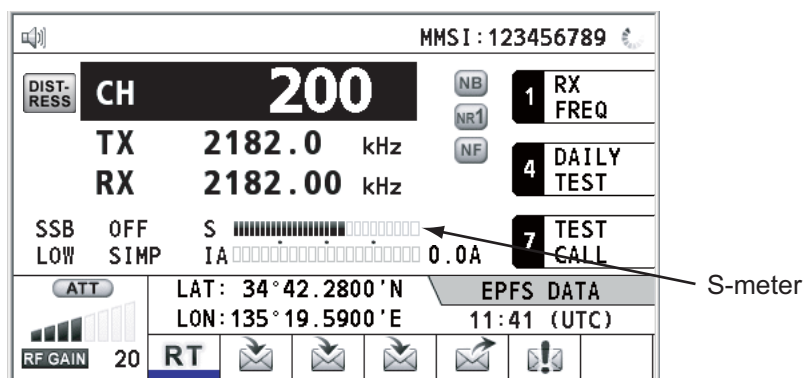 MMSI:123456789
DIST-
RESS
CH 200
TX 2182.0 kHz
RX 2182.00 kHz
NB
NR1
NF
1 RX
FREQ
4 DAILY
TEST
7 TEST
CALL
SSB OFF S
LOW SIMP IA 0.0A
S-meter
ATT
RF GAIN 20
LAT: 34°42.2800'N
LON:135°19.5900'E
EPFS DATA
11:41 (UTC)
RT